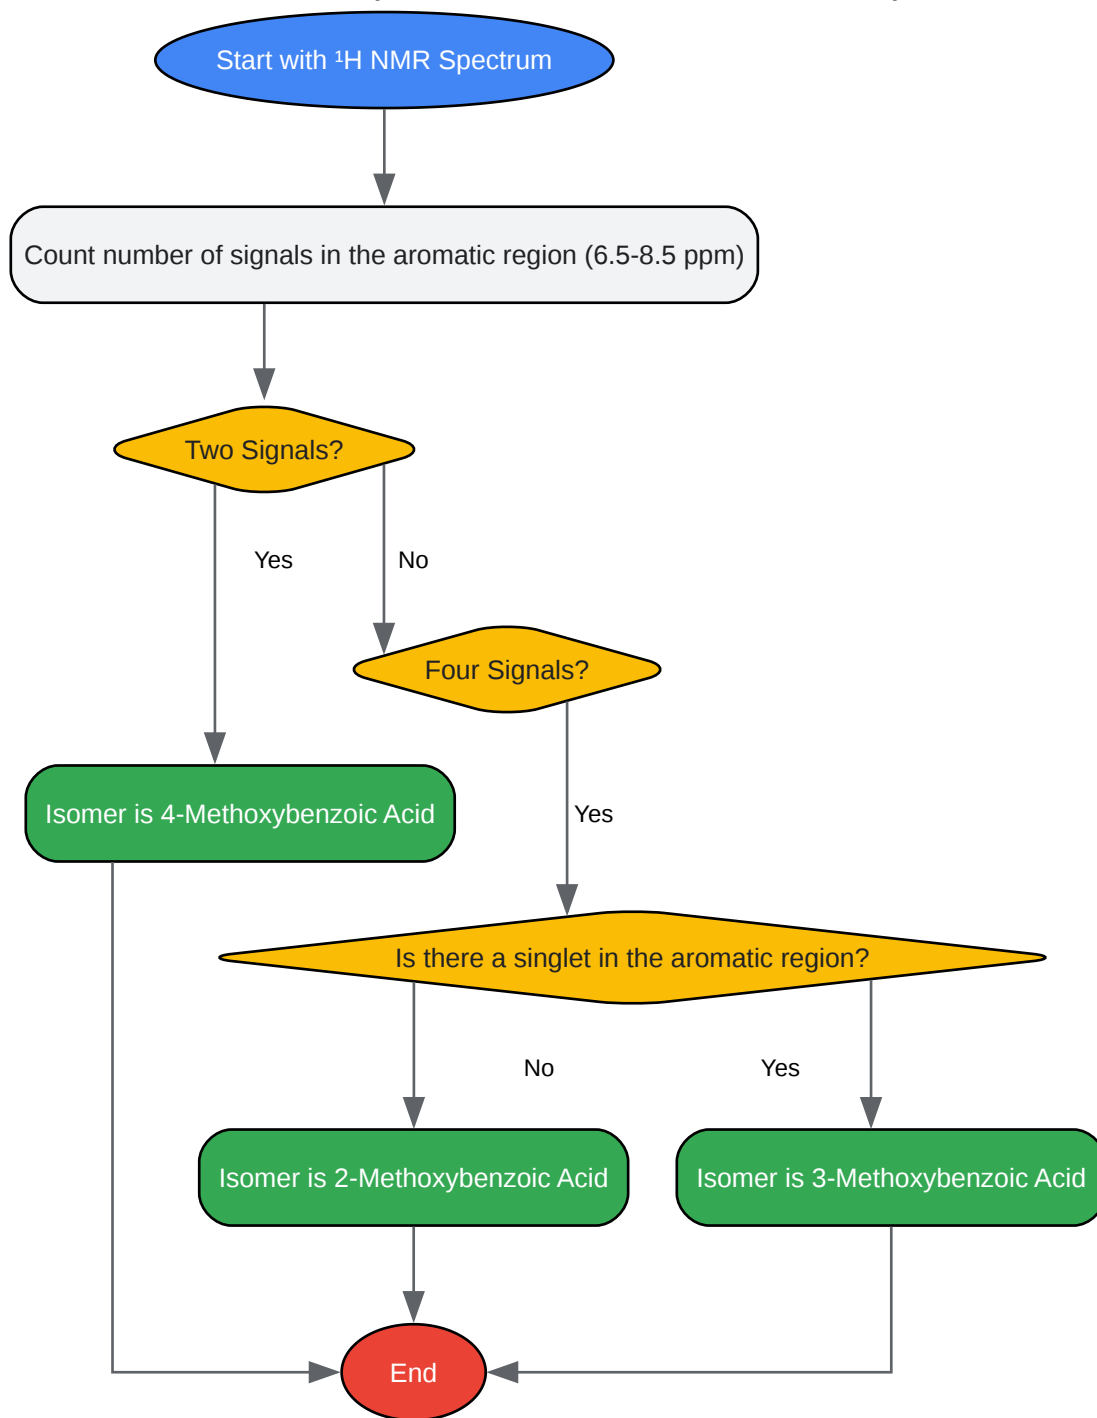 Start with ¹H NMR Spectrum
Count number of signals in the aromatic region (6.5-8.5 ppm)
Two Signals?
Yes
No
Four Signals?
Isomer is 4-Methoxybenzoic Acid
Yes
Is there a singlet in the aromatic region?
No
Yes
Isomer is 2-Methoxybenzoic Acid
Isomer is 3-Methoxybenzoic Acid
End